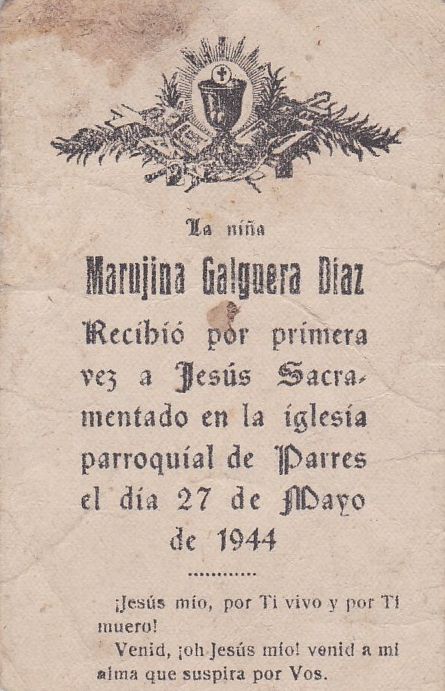 La niña
Marujina Galguera Díaz
Recibió por primera
vez a Jesús Sacra-
mentado en la iglesia
parroquial de Parres
el día 27 de Mayo
de 1944
¡Jesús mío, por Ti vivo y por Ti
muero!
Venid, ¡oh Jesús mío! venid a mi
alma que suspira por Vos.